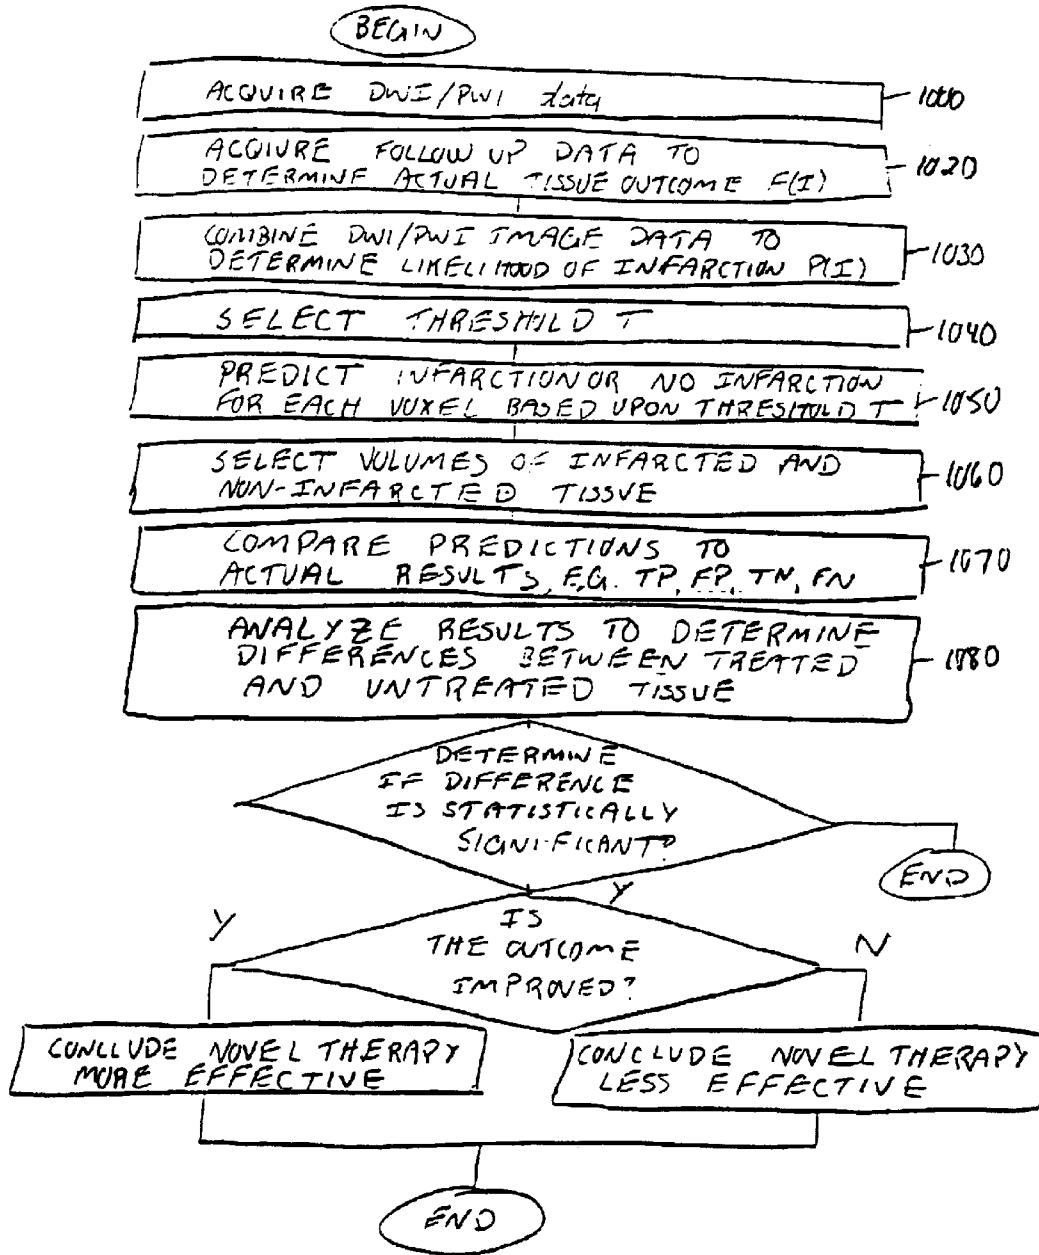 BEGIN
ACQUIRE DWI/PWI data
1000
ACQIURE FOLLOW UP DATA TO
DETERMINE ACTUAL TISSUE OUTCOME F(I)
1020
COMBINE DWI/PWI IMAGE DATA TO
DETERMINE LIKELIHOOD OF INFARCTION P(I)
1030
SELECT THRESHOLD T
1040
PREDICT INFARCTION OR NO INFARCTION
FOR EACH VOXEL BASED UPON THRESHOLD T
1050
SELECT VOLUMES OF INFARCTED AND
NON-INFARCTED TISSUE
1060
COMPARE PREDICTIONS TO
ACTUAL RESULTS, E.G. TP, FP, TN, FN
1070
ANALYZE RESULTS TO DETERMINE
DIFFERENCES BETWEEN TREATED
AND UNTREATED TISSUE
1080
DETERMINE
IF DIFFERENCE
IS STATISTICALLY
SIGNIFICANT?
END
Y
IS
THE OUTCOME
IMPROVED?
Y
N
CONCLUDE NOVEL THERAPY
MORE EFFECTIVE
CONCLUDE NOVEL THERAPY
LESS EFFECTIVE
END